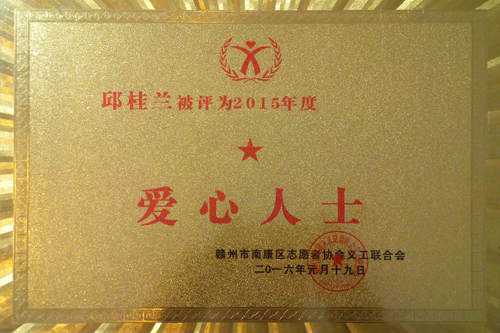 邱桂兰被评为2015年度
爱心人士
赣州市南康区志愿者协会义工联合会
二〇一六年元月十九日